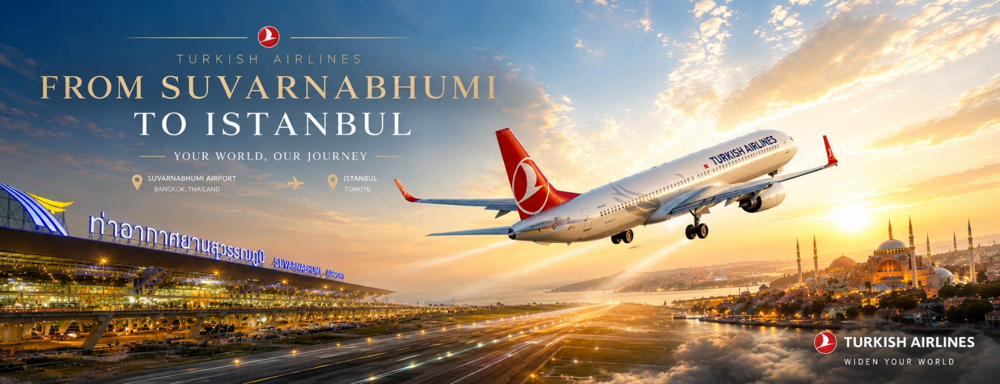 TURKISH AIRLINES
FROM SUVARNABHUMI
TO ISTANBUL
YOUR WORLD, OUR JOURNEY
SUVARNABHUMI AIRPORT
BANGKOK, THAILAND
ISTANBUL
TÜRKİYE
TURKISH AIRLINES
ท่าอากาศยานสุวรรณภูมิ
SUVARNABHUMI AIRPORT
TURKISH AIRLINES
WIDEN YOUR WORLD